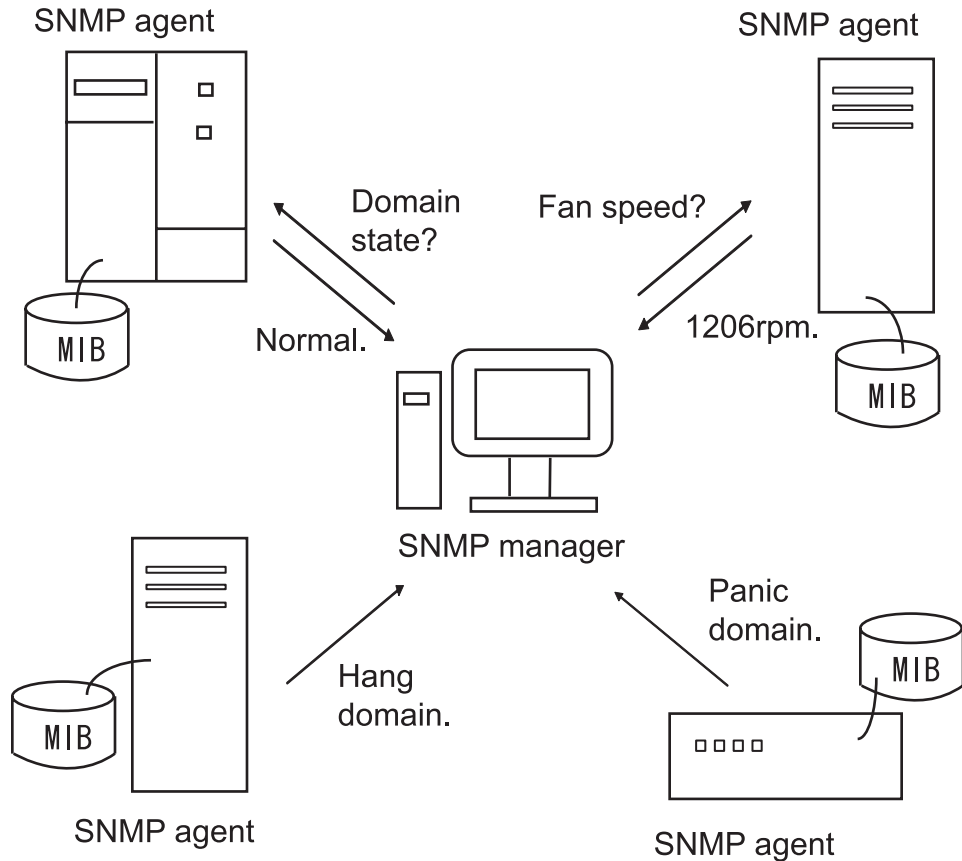 SNMP agent
SNMP agent
Domain
state?
Fan speed?
Normal.
1206rpm.
MIB
MIB
SNMP manager
Panic
domain.
Hang
domain.
MIB
MIB
SNMP agent
SNMP agent